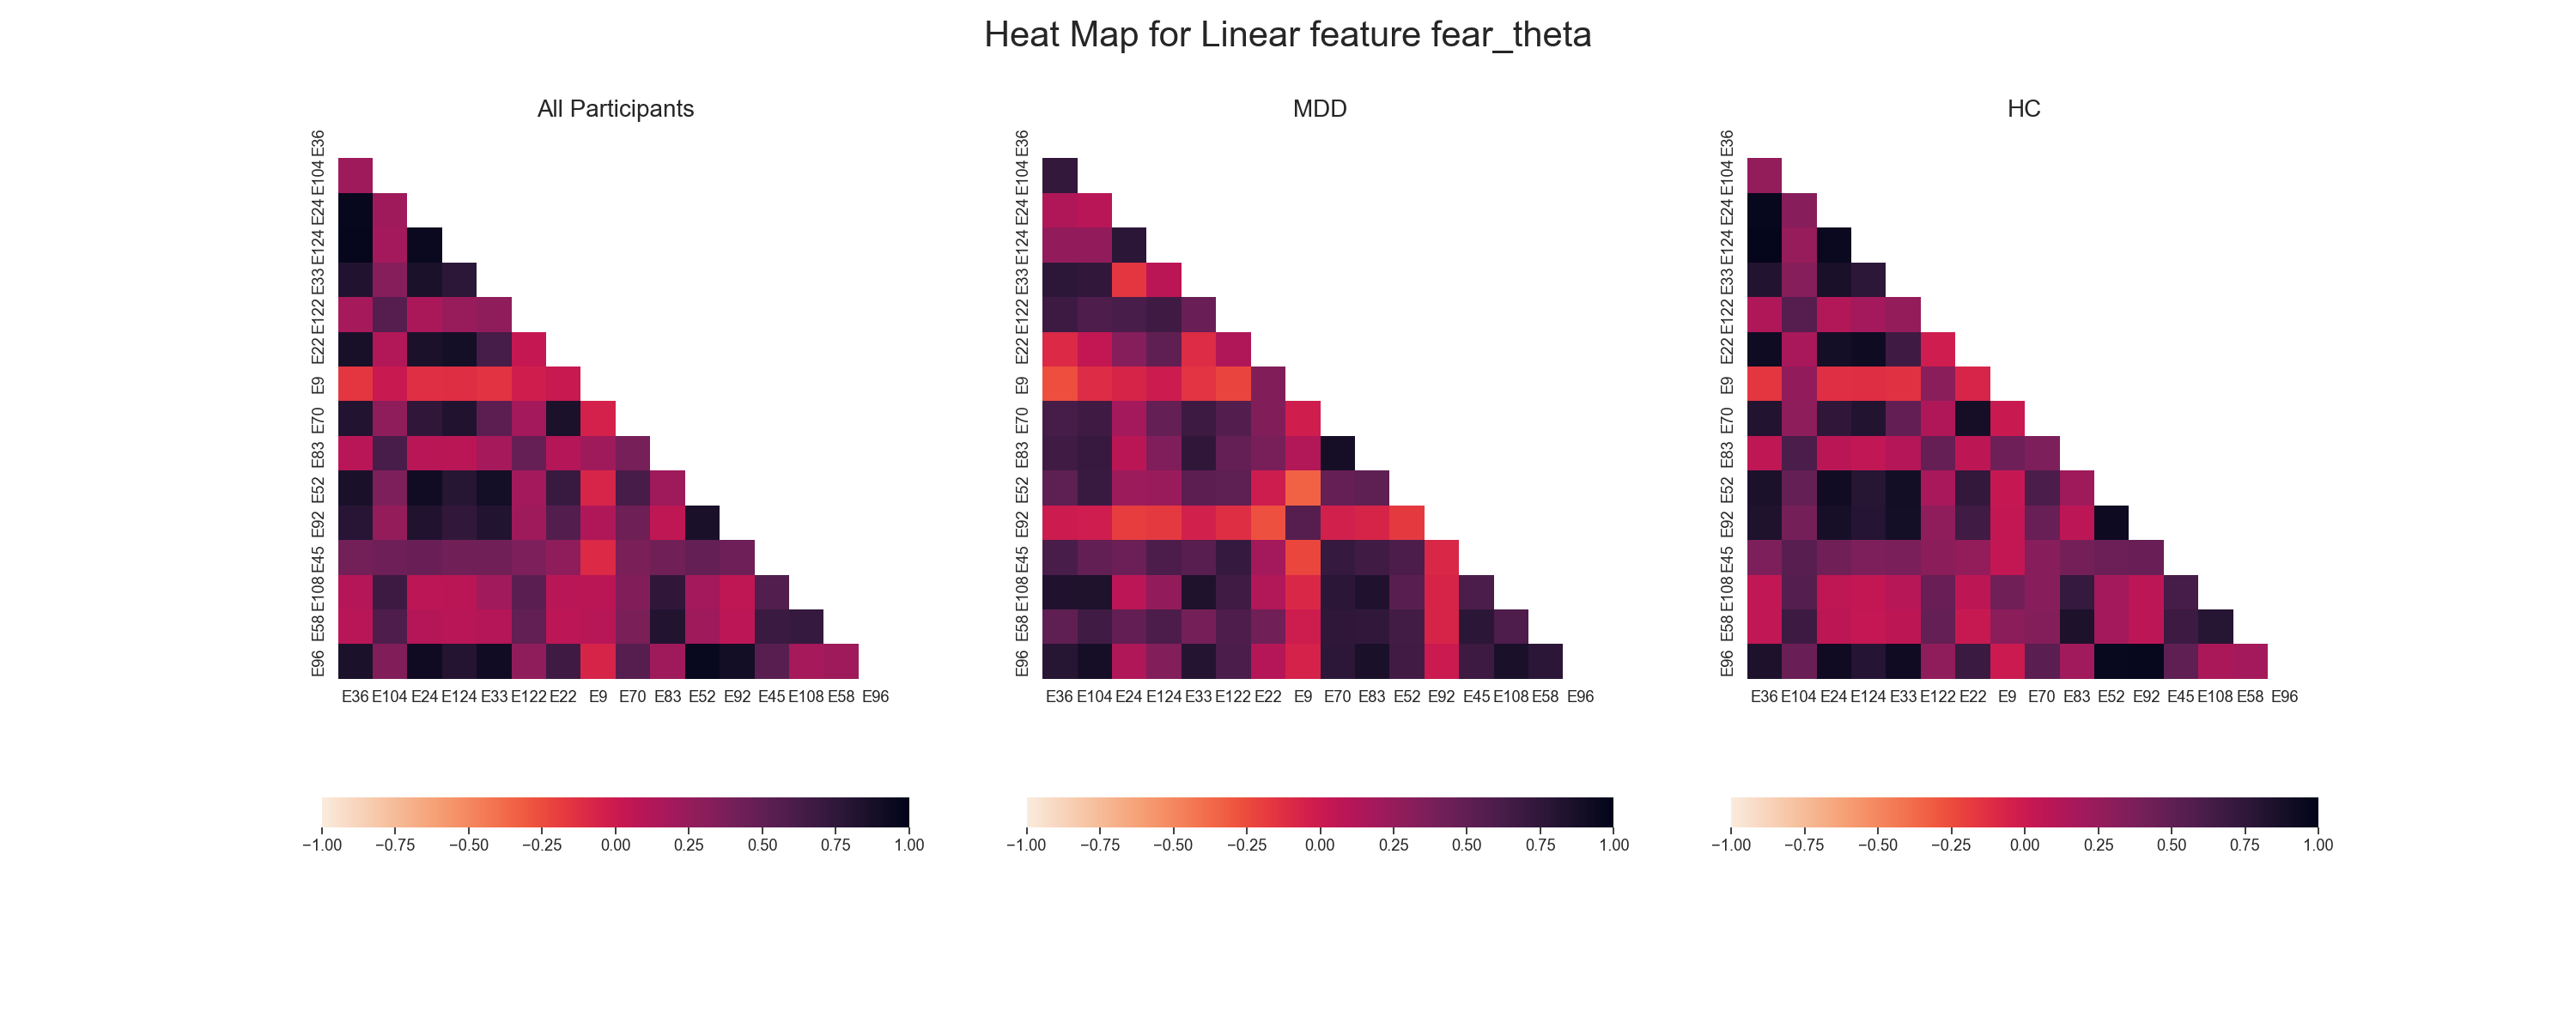 Heat Map for Linear feature fear_theta
All Participants
E36
E104
E24
E124
E33
E122
E22
E9
E70
E83
E52
E92
E45
E108
E58
E96
E36 E104 E24 E124 E33 E122 E22 E9 E70 E83 E52 E92 E45 E108 E58 E96
−1.00 −0.75 −0.50 −0.25 0.00 0.25 0.50 0.75 1.00
MDD
E36
E104
E24
E124
E33
E122
E22
E9
E70
E83
E52
E92
E45
E108
E58
E96
E36 E104 E24 E124 E33 E122 E22 E9 E70 E83 E52 E92 E45 E108 E58 E96
−1.00 −0.75 −0.50 −0.25 0.00 0.25 0.50 0.75 1.00
HC
E36
E104
E24
E124
E33
E122
E22
E9
E70
E83
E52
E92
E45
E108
E58
E96
E36 E104 E24 E124 E33 E122 E22 E9 E70 E83 E52 E92 E45 E108 E58 E96
−1.00 −0.75 −0.50 −0.25 0.00 0.25 0.50 0.75 1.00